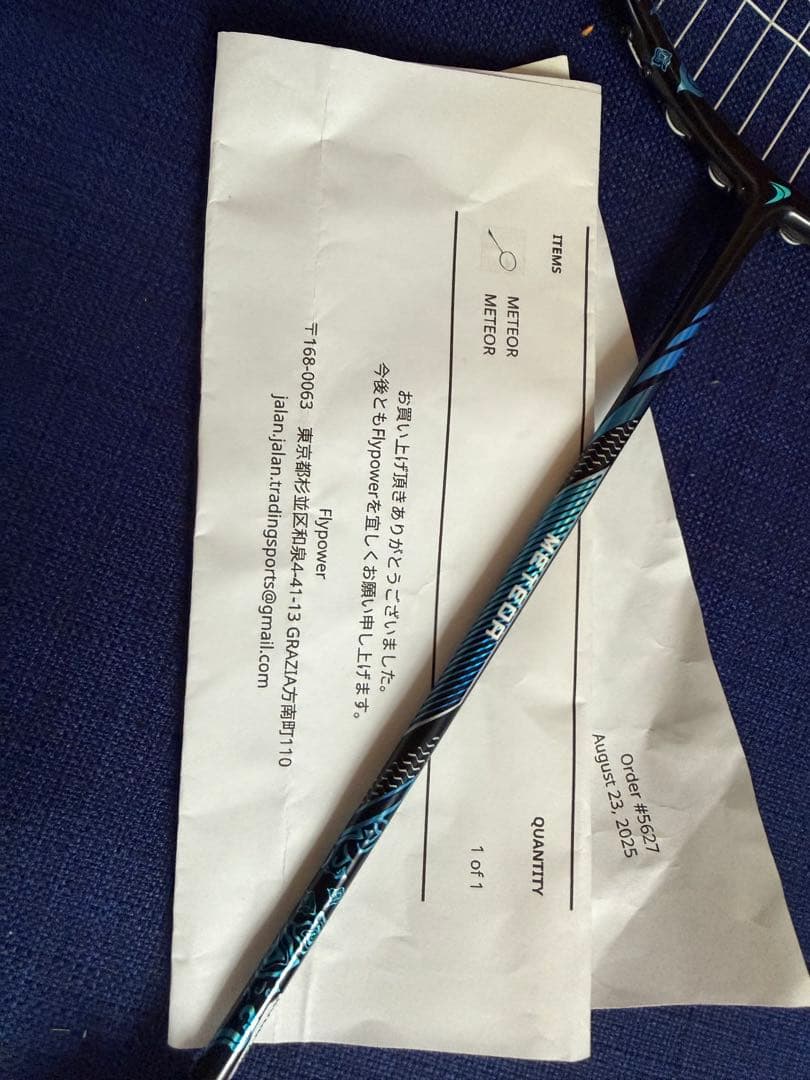 Order #5627
August 23, 2025
ITEMS
QUANTITY
METEOR
METEOR
1 of 1
お買い上げ頂きありがとうございました。
今後ともFlypowerを宜しくお願い申し上げます。
Flypower
〒168-0063 東京都杉並区和泉4-41-13 GRAZIA方南町110
jalan.jalan.tradingsports@gmail.com
METEOR